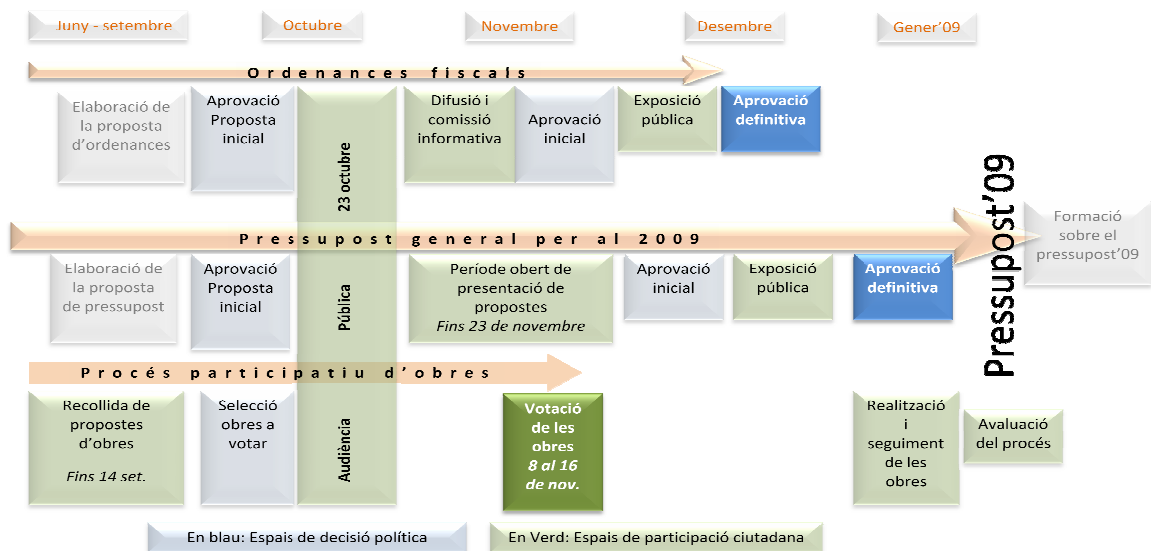 Juny - setembre
Octubre
Novembre
Desembre
Gener’09
Ordenances fiscals
Elaboració de
la proposta
d’ordenances
Aprovació
Proposta
inicial
Difusió i
comissió
informativa
Aprovació
inicial
Exposició
pública
Aprovació
definitiva
Audiència Pública 23 octubre
Pressupost general per al 2009
Elaboració de
la proposta
de pressupost
Aprovació
Proposta
inicial
Període obert de
presentació de
propostes
Fins 23 de novembre
Aprovació
inicial
Exposició
pública
Aprovació
definitiva
Pressupost’09
Formació
sobre el
pressupost’09
Procés participatiu d’obres
Recollida de
propostes
d’obres
Fins 14 set.
Selecció
obres a
votar
Votació
de les
obres
8 al 16
de nov.
Realització
i
seguiment
de les
obres
Avaluació
del procés
En blau: Espais de decisió política
En Verd: Espais de participació ciutadana